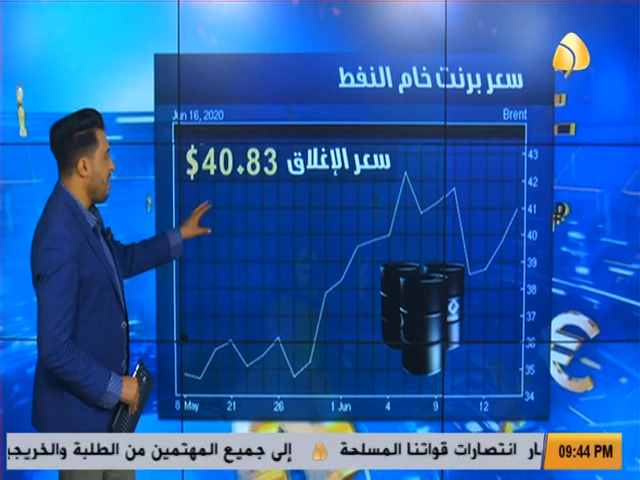 سعر برنت خام النفط
Jun 16, 2020 Brent
سعر الإغلاق $40.83
43
42
41
40
39
38
37
36
35
34
8 May 21 26 1 Jun 4 9 12
انتصارات قواتنا المسلحة إلى جميع المهتمين من الطلبة والخريجي
09:44 PM